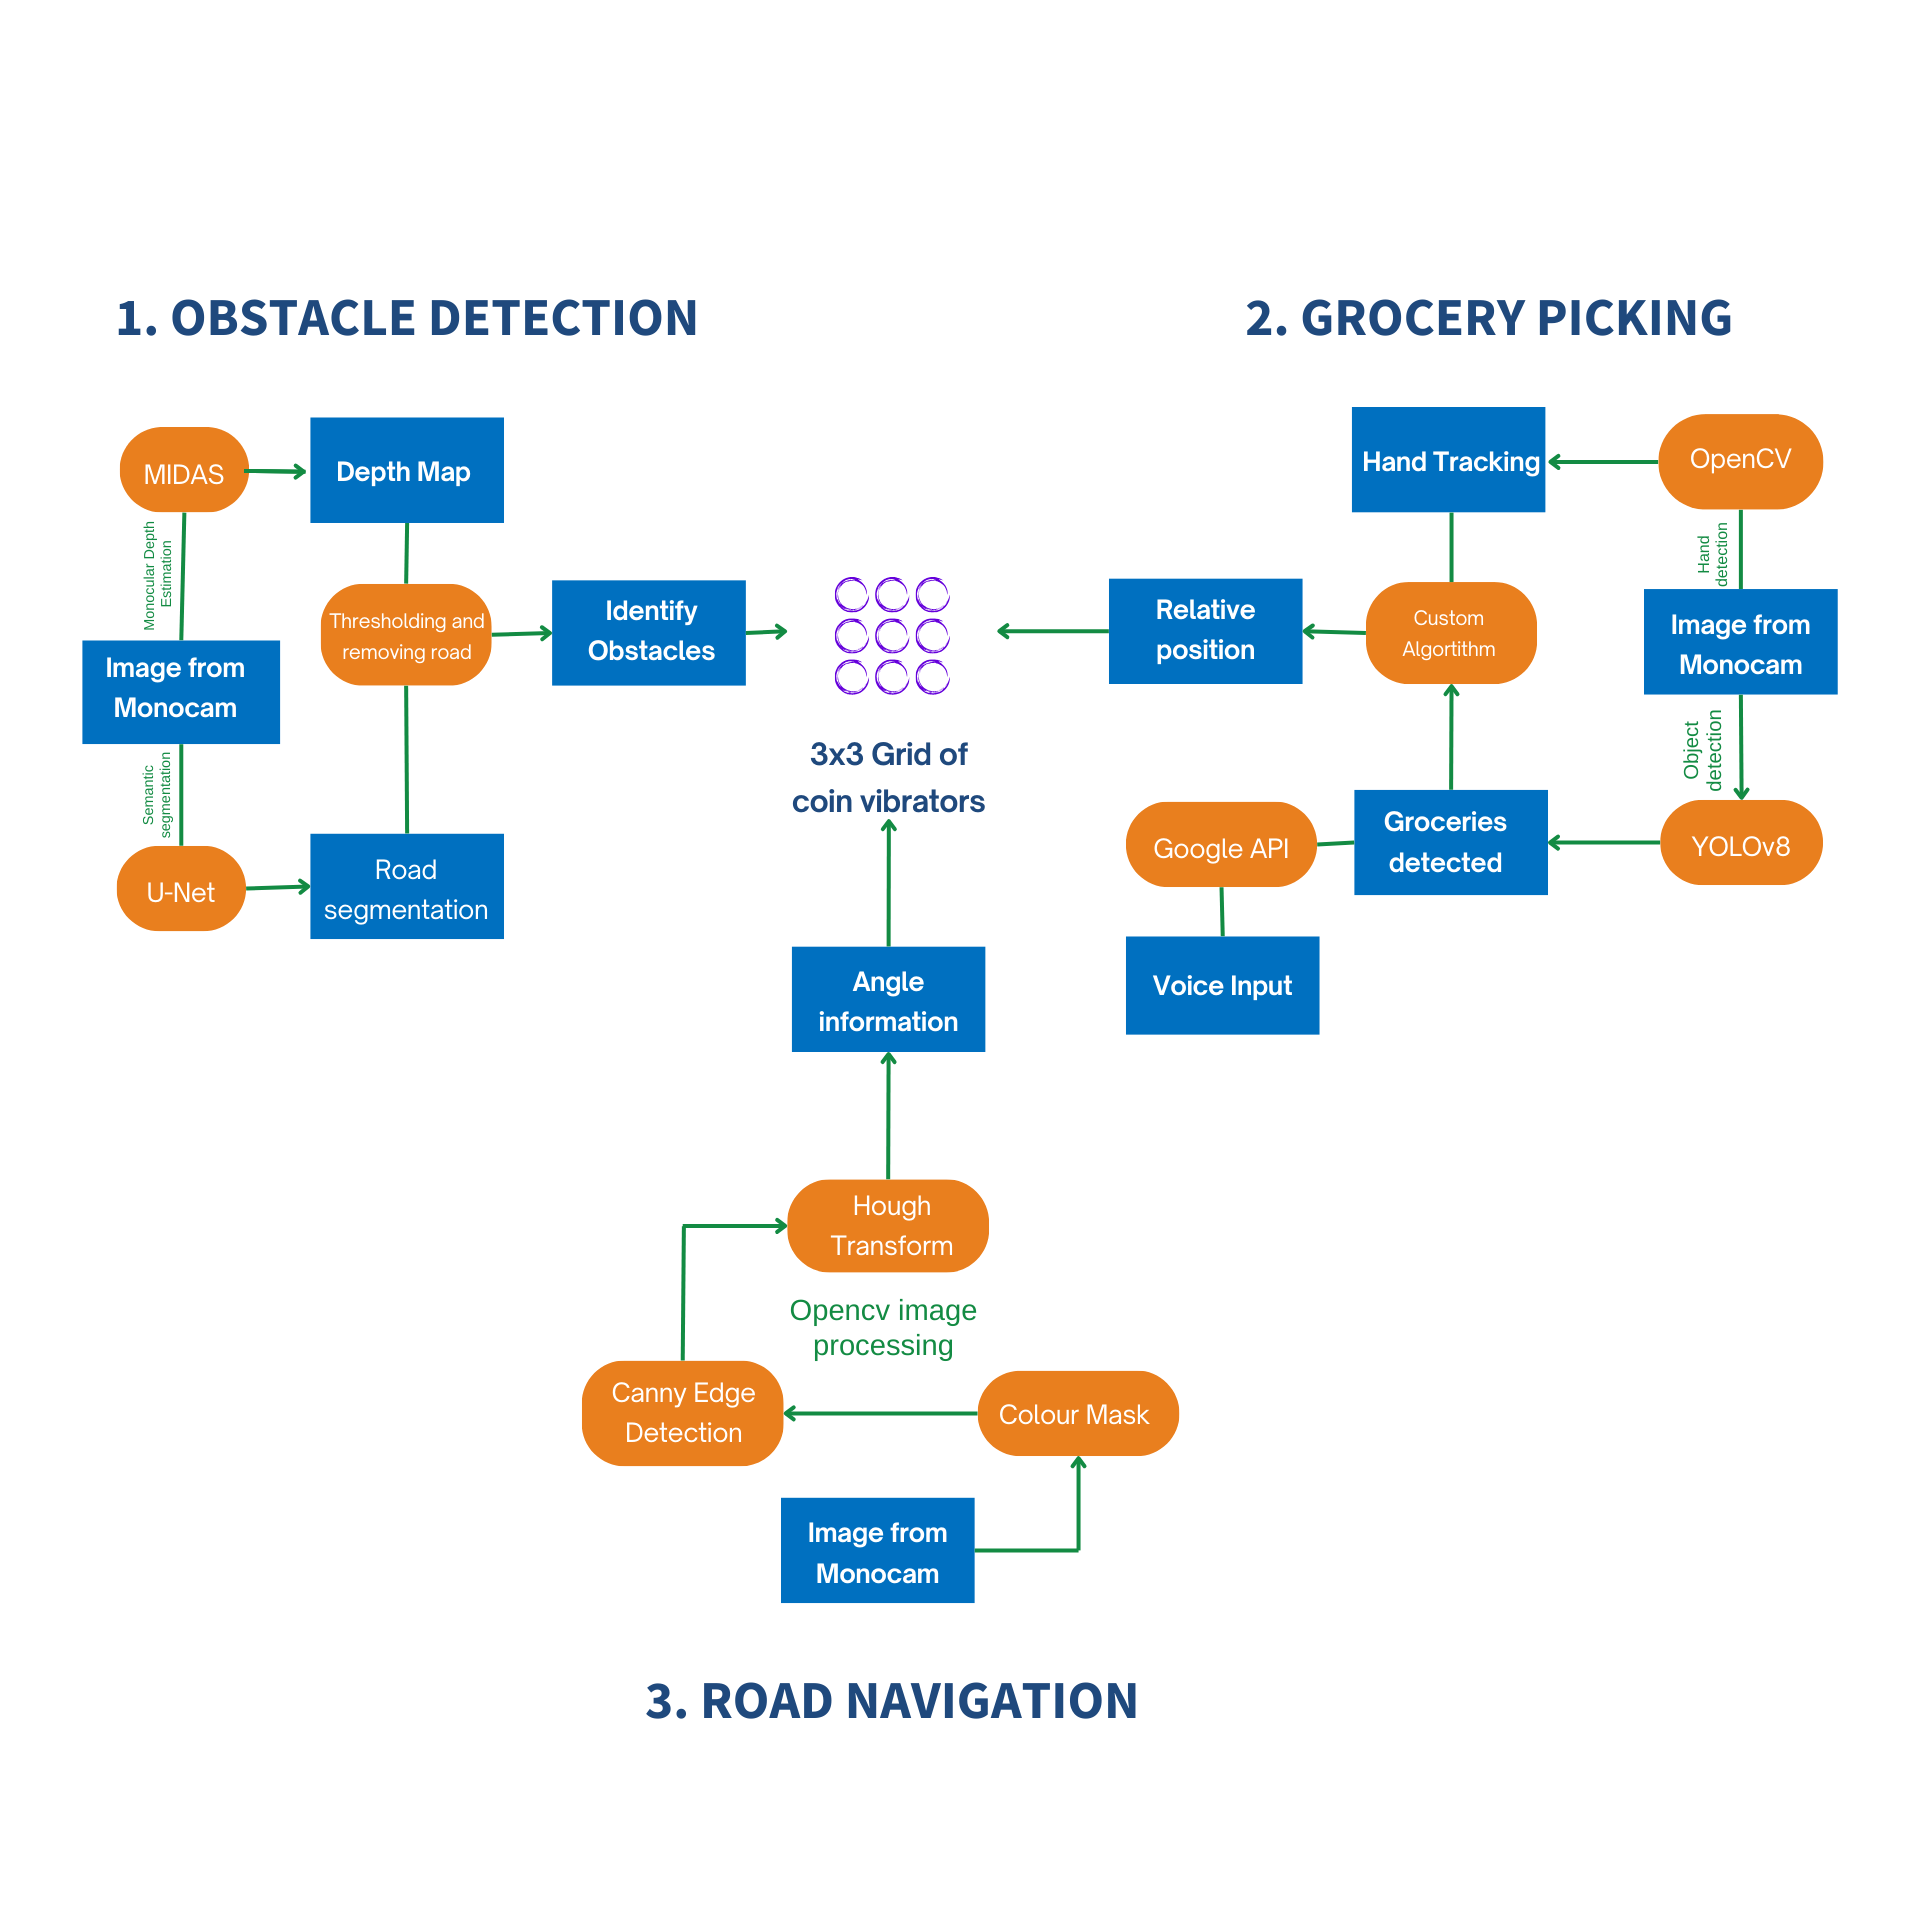 1. OBSTACLE DETECTION
2. GROCERY PICKING
MIDAS
Depth Map
Monocular Depth
Estimation
Thresholding and
removing road
Identify
Obstacles
Image from
Monocam
Semantic
segmentation
U-Net
Road
segmentation
3x3 Grid of
coin vibrators
Hand Tracking
OpenCV
Hand
detection
Relative
position
Custom
Algortithm
Image from
Monocam
Object
detection
Google API
Groceries
detected
YOLOv8
Voice Input
Angle
information
Hough
Transform
Opencv image
processing
Canny Edge
Detection
Colour Mask
Image from
Monocam
3. ROAD NAVIGATION